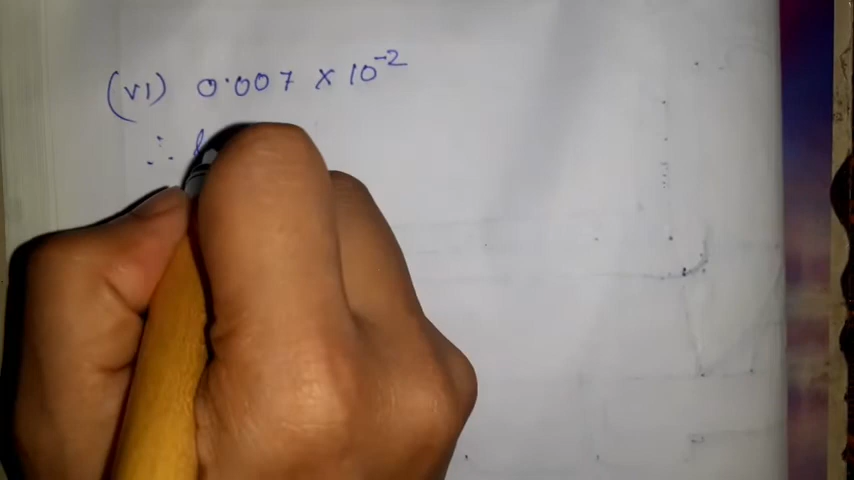 (vi) 0.007 × 10⁻²
∴